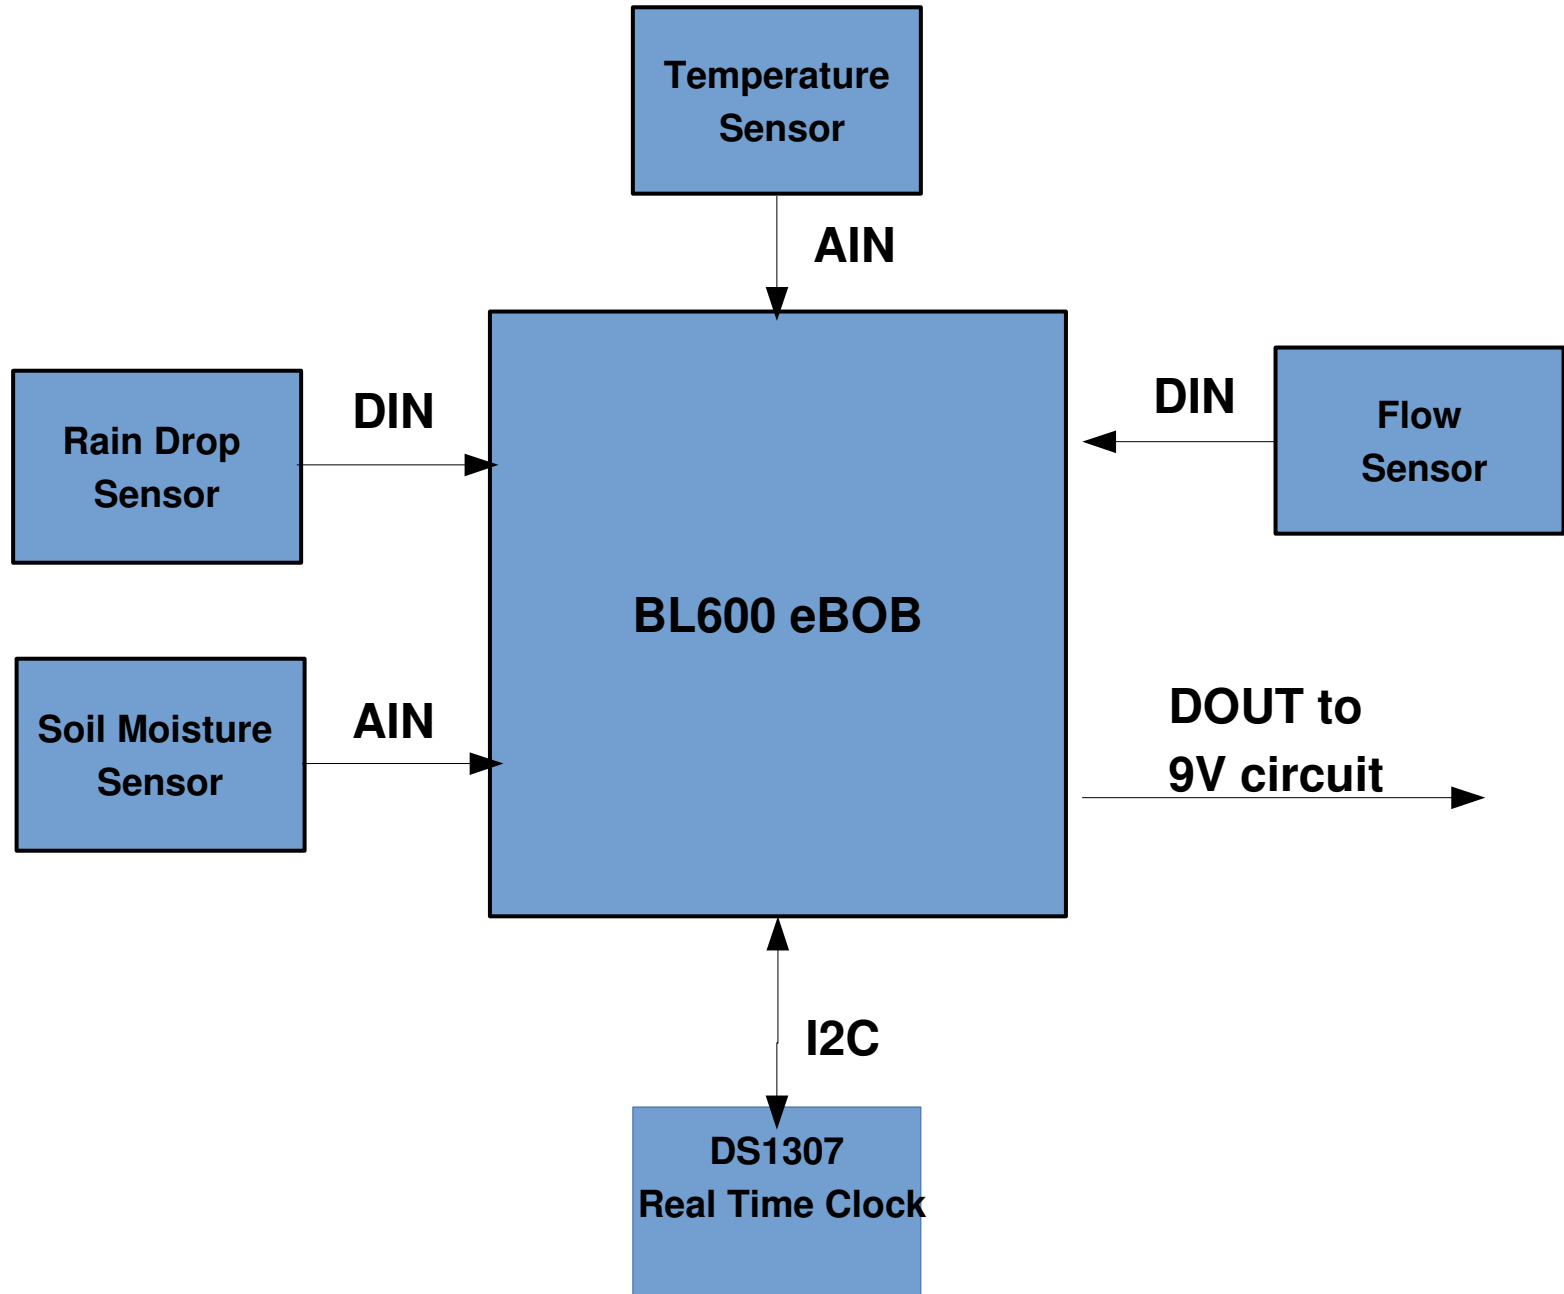 Temperature
Sensor
AIN
DIN
Rain Drop
Sensor
DIN
Flow
Sensor
BL600 eBOB
Soil Moisture
Sensor
AIN
DOUT to
9V circuit
I2C
DS1307
Real Time Clock